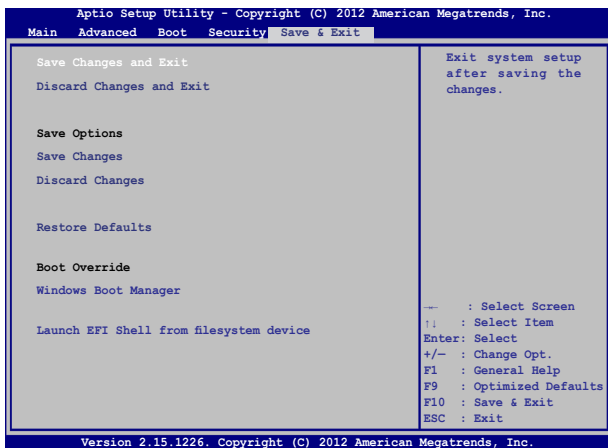 Aptio Setup Utility - Copyright (C) 2012 American Megatrends, Inc.
Main Advanced Boot Security Save & Exit
Save Changes and Exit
Discard Changes and Exit
Save Options
Save Changes
Discard Changes
Restore Defaults
Boot Override
Windows Boot Manager
Launch EFI Shell from filesystem device
Exit system setup
after saving the
changes.
→← : Select Screen
↑↓ : Select Item
Enter: Select
+/— : Change Opt.
F1 : General Help
F9 : Optimized Defaults
F10 : Save & Exit
ESC : Exit
Version 2.15.1226. Copyright (C) 2012 American Megatrends, Inc.